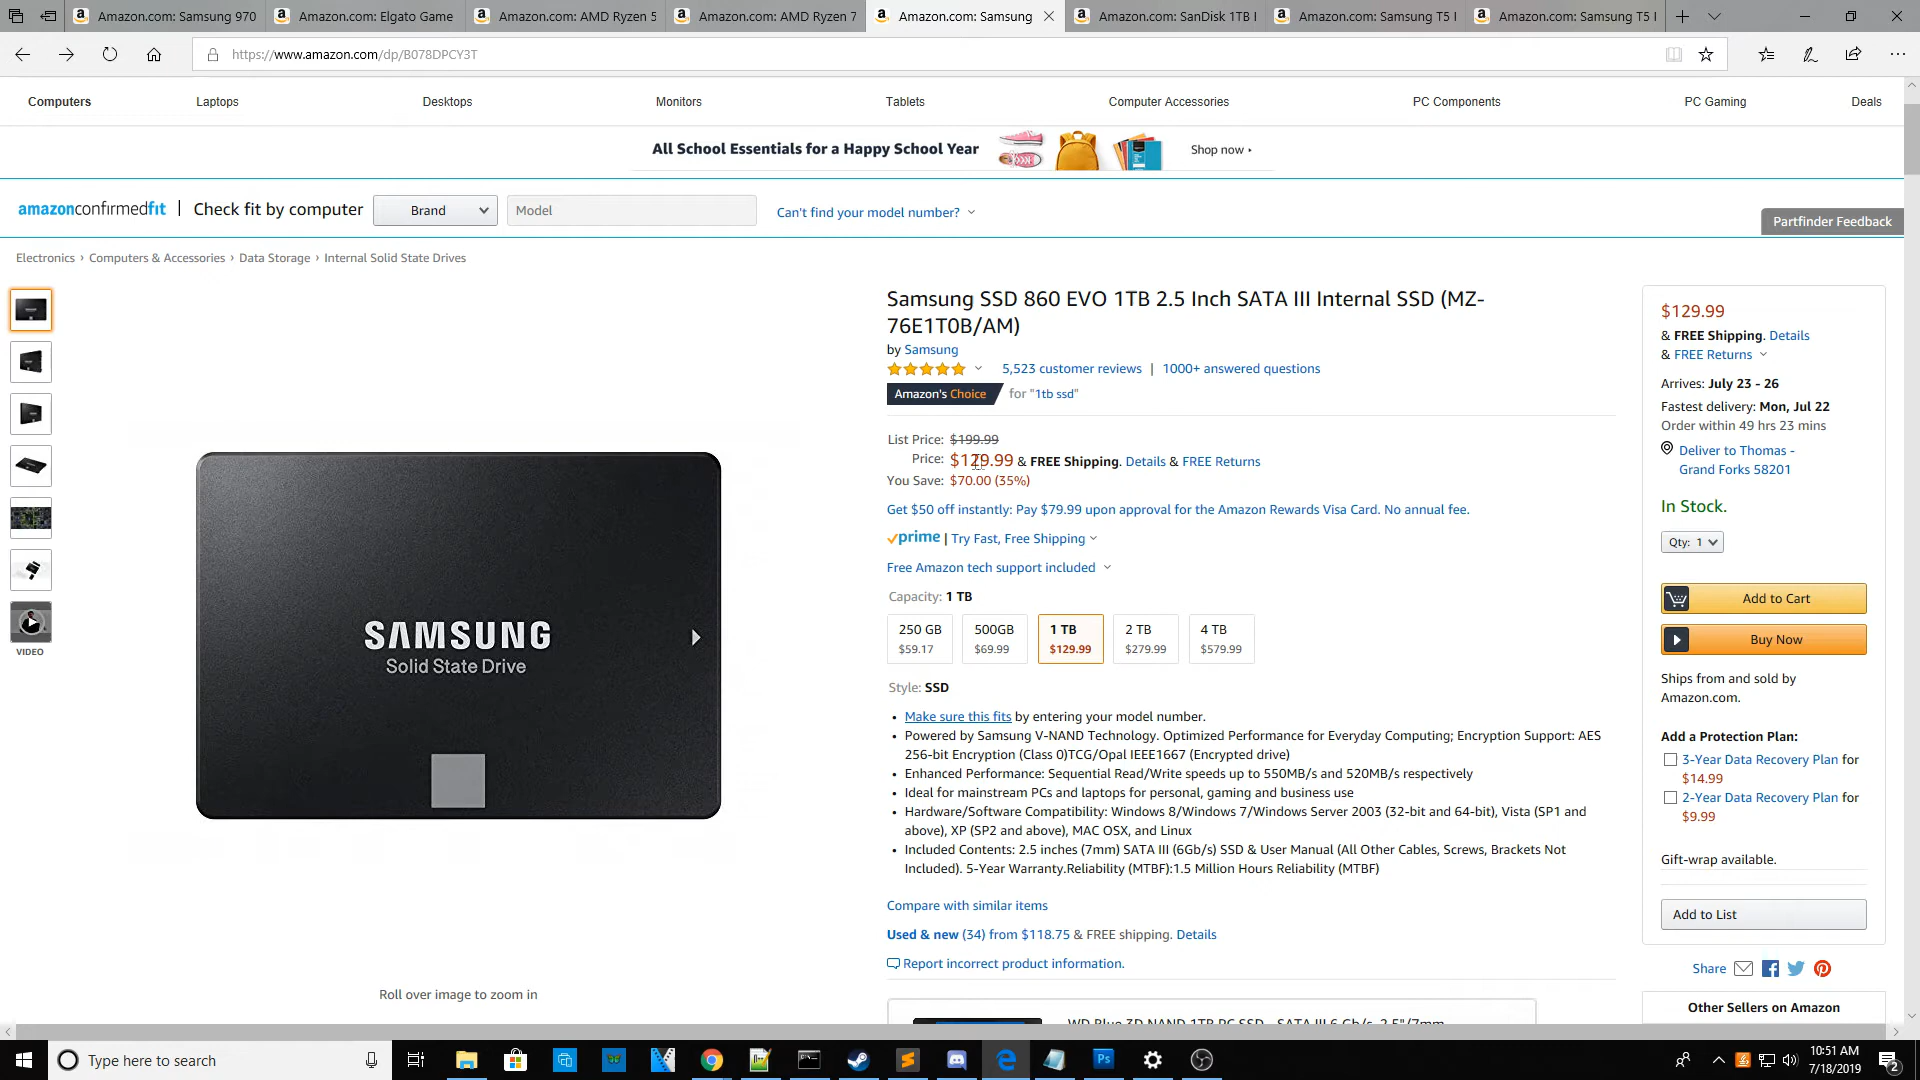 Amazon.com: Samsung 970
Amazon.com: Elgato Game
Amazon.com: AMD Ryzen 5
Amazon.com: AMD Ryzen 7
Amazon.com: Samsung
Amazon.com: SanDisk 1TB
Amazon.com: Samsung T5
Amazon.com: Samsung T5
https://www.amazon.com/dp/B078DPCY3T
Computers Laptops Desktops Monitors Tablets Computer Accessories PC Components PC Gaming Deals
All School Essentials for a Happy School Year Shop now
amazonconfirmedfit | Check fit by computer Brand Model Can't find your model number?
Partfinder Feedback
Electronics › Computers & Accessories › Data Storage › Internal Solid State Drives
VIDEO
SAMSUNG
Solid State Drive
Roll over image to zoom in
Samsung SSD 860 EVO 1TB 2.5 Inch SATA III Internal SSD (MZ-
76E1T0B/AM)
by Samsung
5,523 customer reviews | 1000+ answered questions
Amazon's Choice for "1tb ssd"
List Price: $199.99
Price: $129.99 & FREE Shipping. Details & FREE Returns
You Save: $70.00 (35%)
Get $50 off instantly: Pay $79.99 upon approval for the Amazon Rewards Visa Card. No annual fee.
prime | Try Fast, Free Shipping
Free Amazon tech support included
Capacity: 1 TB
250 GB 500GB 1 TB 2 TB 4 TB
$59.17 $69.99 $129.99 $279.99 $579.99
Style: SSD
• Make sure this fits by entering your model number.
• Powered by Samsung V-NAND Technology. Optimized Performance for Everyday Computing; Encryption Support: AES
256-bit Encryption (Class 0)TCG/Opal IEEE1667 (Encrypted drive)
• Enhanced Performance: Sequential Read/Write speeds up to 550MB/s and 520MB/s respectively
• Ideal for mainstream PCs and laptops for personal, gaming and business use
• Hardware/Software Compatibility: Windows 8/Windows 7/Windows Server 2003 (32-bit and 64-bit), Vista (SP1 and
above), XP (SP2 and above), MAC OSX, and Linux
• Included Contents: 2.5 inches (7mm) SATA III (6Gb/s) SSD & User Manual (All Other Cables, Screws, Brackets Not
Included). 5-Year Warranty.Reliability (MTBF):1.5 Million Hours Reliability (MTBF)
Compare with similar items
Used & new (34) from $118.75 & FREE shipping. Details
Report incorrect product information.
WD Blue 3D NAND 1TB PC SSD - SATA III 6 Gb/s, 2.5"/7mm
$129.99
& FREE Shipping. Details
& FREE Returns
Arrives: July 23 - 26
Fastest delivery: Mon, Jul 22
Order within 49 hrs 23 mins
Deliver to Thomas -
Grand Forks 58201
In Stock.
Qty: 1
Add to Cart
Buy Now
Ships from and sold by
Amazon.com.
Add a Protection Plan:
3-Year Data Recovery Plan for
$14.99
2-Year Data Recovery Plan for
$9.99
Gift-wrap available.
Add to List
Share
Other Sellers on Amazon
Type here to search
Ps
10:51 AM
7/18/2019
2